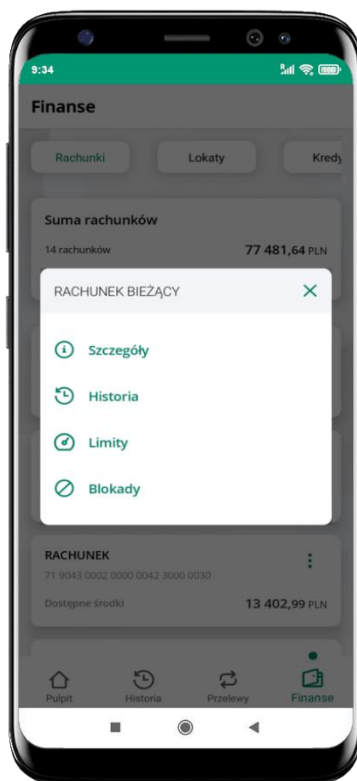 9:34
Finanse
Rachunki Lokaty Kredy
Suma rachunków
14 rachunków 77 481,64 PLN
RACHUNEK BIEŻĄCY
Szczegóły
Historia
Limity
Blokady
RACHUNEK
71 9043 0002 0000 0042 3000 0030
Dostępne środki 13 402,99 PLN
Pulpit Historia Przelewy Finanse